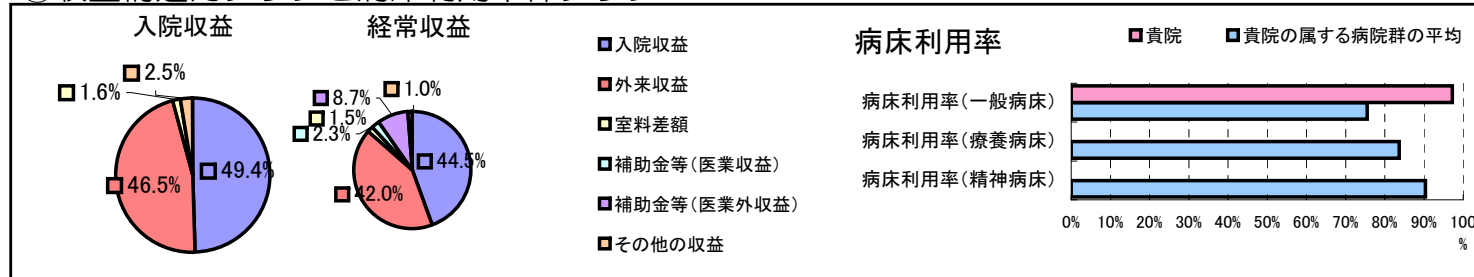 入院収益
2.5%
1.6%
46.5%
49.4%
経常収益
1.0%
8.7%
1.5%
2.3%
44.5%
42.0%
入院収益
外来収益
室料差額
補助金等(医業収益)
補助金等(医業外収益)
その他の収益
病床利用率
貴院
貴院の属する病院群の平均
病床利用率(一般病床)
病床利用率(療養病床)
病床利用率(精神病床)
0% 10% 20% 30% 40% 50% 60% 70% 80% 90% 100
%